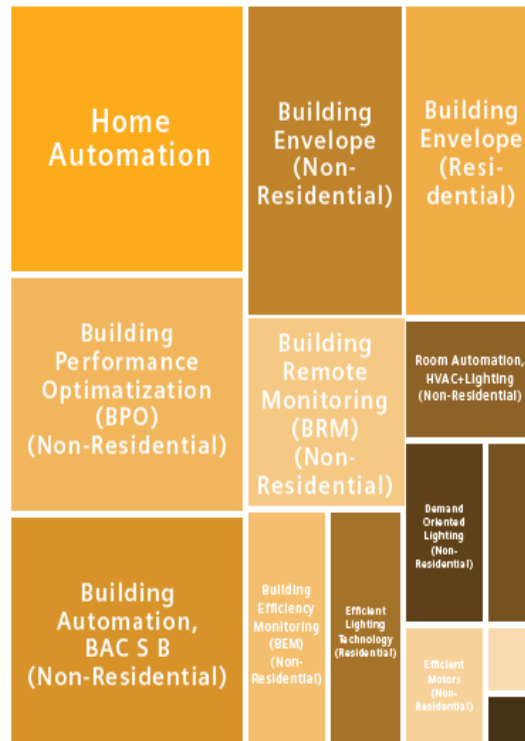 Home
Automation
Building
Envelope
(Non-
Residential)
Building
Envelope
(Resi-
dential)
Building
Performance
Optimatization
(BPO)
(Non-Residential)
Building
Remote
Monitoring
(BRM)
(Non-
Residential)
Room Automation,
HVAC+Lighting
(Non-Residential)
Demand
Oriented
Lighting
(Non-
Residential)
Building
Automation,
BAC S B
(Non-Residential)
Building
Efficiency
Monitoring
(BEM)
(Non-
Residential)
Efficient
Lighting
Technology
(Residential)
Efficient
Motors
(Non-
Residential)